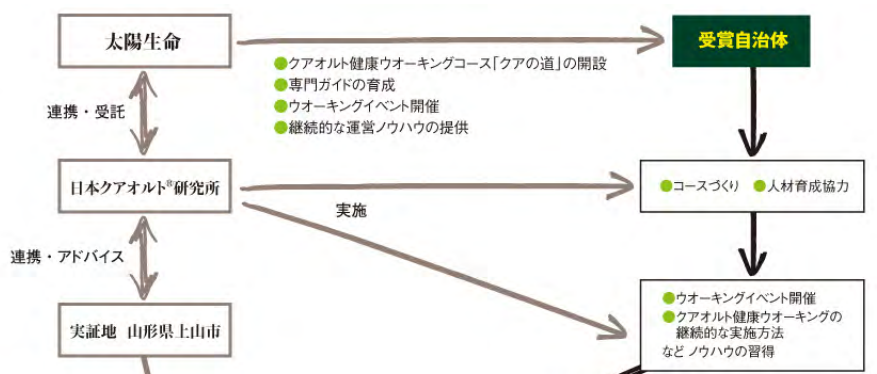 太陽生命
受賞自治体
●クアオルト健康ウオーキングコース「クアの道」の開設
●専門ガイドの育成
●ウオーキングイベント開催
●継続的な運営ノウハウの提供
連携・受託
日本クアオルト®研究所
●コースづくり ●人材育成協力
実施
連携・アドバイス
実証地 山形県上山市
●ウオーキングイベント開催
●クアオルト健康ウオーキングの
継続的な実施方法
など ノウハウの習得